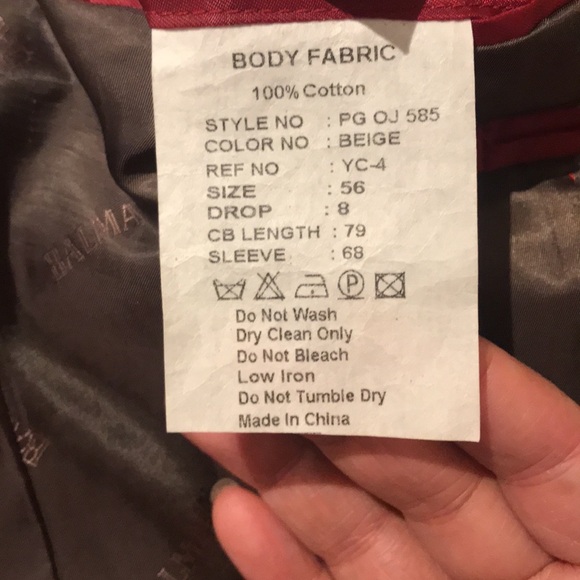 BODY FABRIC
100% Cotton
STYLE NO : PG OJ 585
COLOR NO : BEIGE
REF NO : YC-4
SIZE : 56
DROP : 8
CB LENGTH : 79
SLEEVE : 68
P
Do Not Wash
Dry Clean Only
Do Not Bleach
Low Iron
Do Not Tumble Dry
Made In China